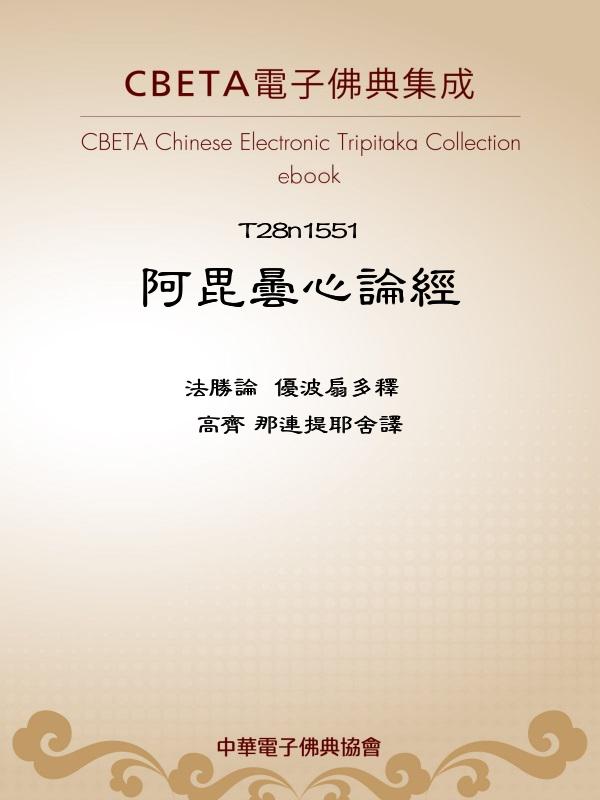 CBETA電子佛典集成
CBETA Chinese Electronic Tripitaka Collection
ebook
T28n1551
阿毘曇心論經
法勝論 優波扇多釋
高齊 那連提耶舍譯
中華電子佛典協會